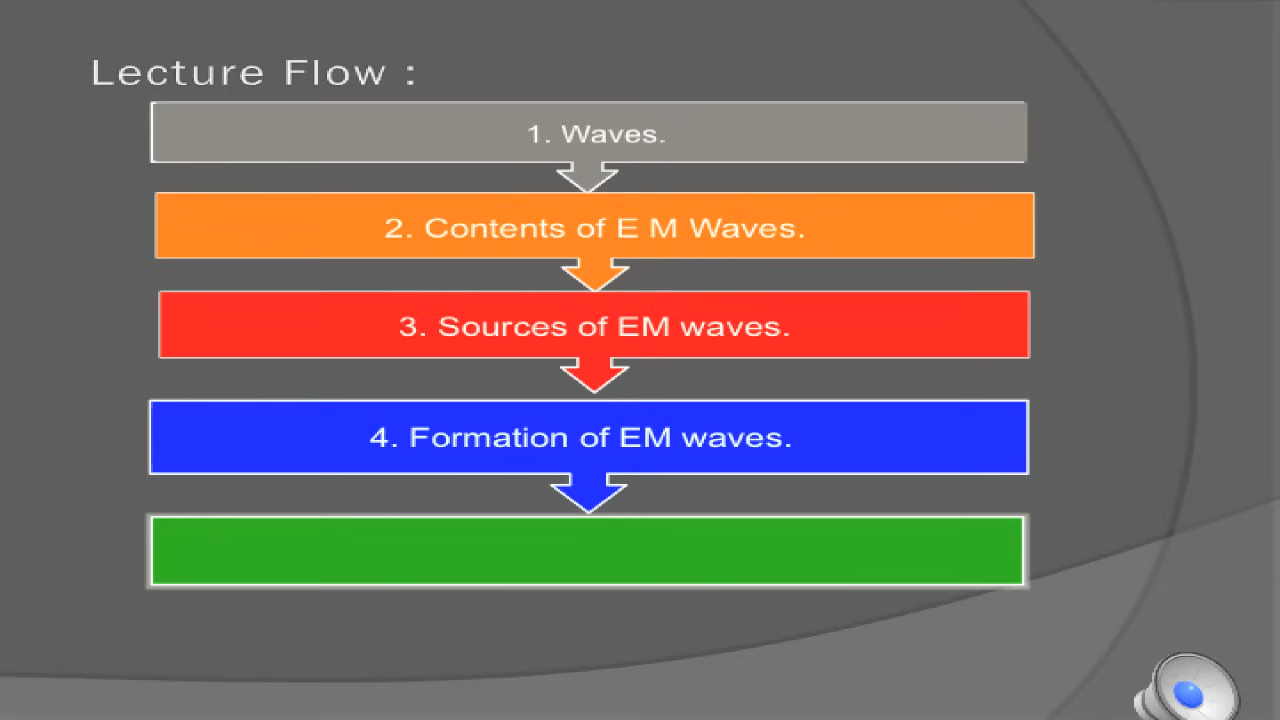 Lecture Flow :
1. Waves.
2. Contents of E M Waves.
3. Sources of EM waves.
4. Formation of EM waves.